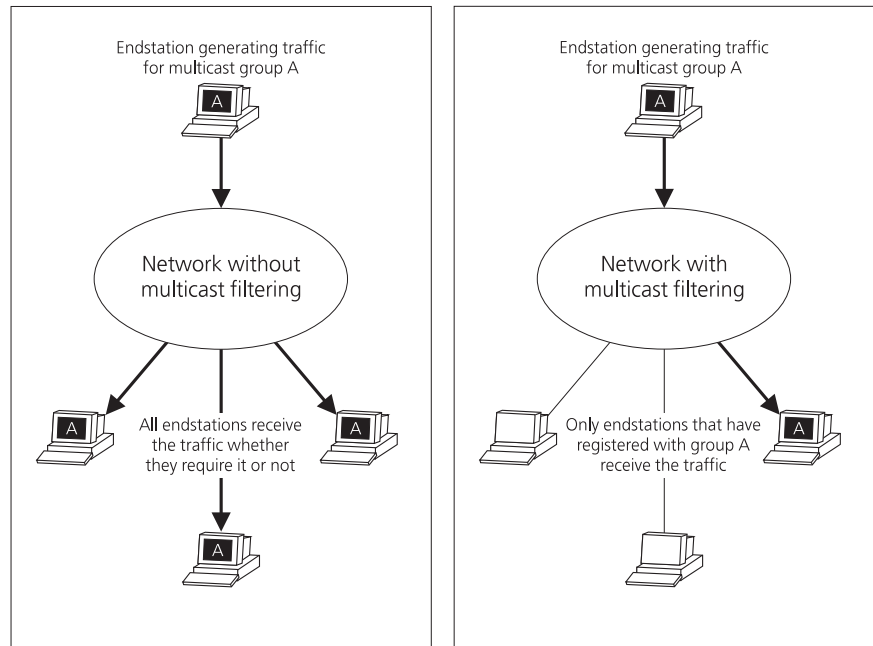 Endstation generating traffic
for multicast group A
A
Network without
multicast filtering
A
All endstations receive
the traffic whether
they require it or not
A
A
Endstation generating traffic
for multicast group A
A
Network with
multicast filtering
Only endstations that have
registered with group A
receive the traffic
A